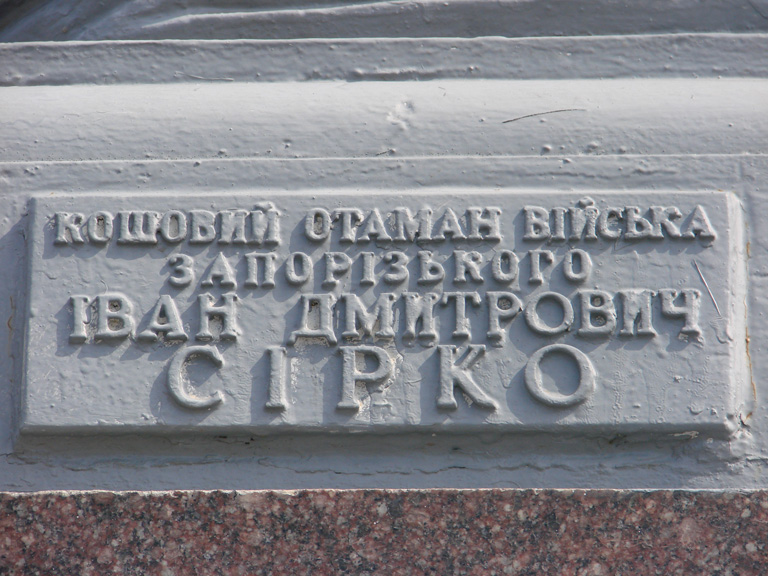 КОШОВИЙ ОТАМАН ВІЙСЬКА
ЗАПОРІЗЬКОГО
ІВАН ДМИТРОВИЧ
СІРКО